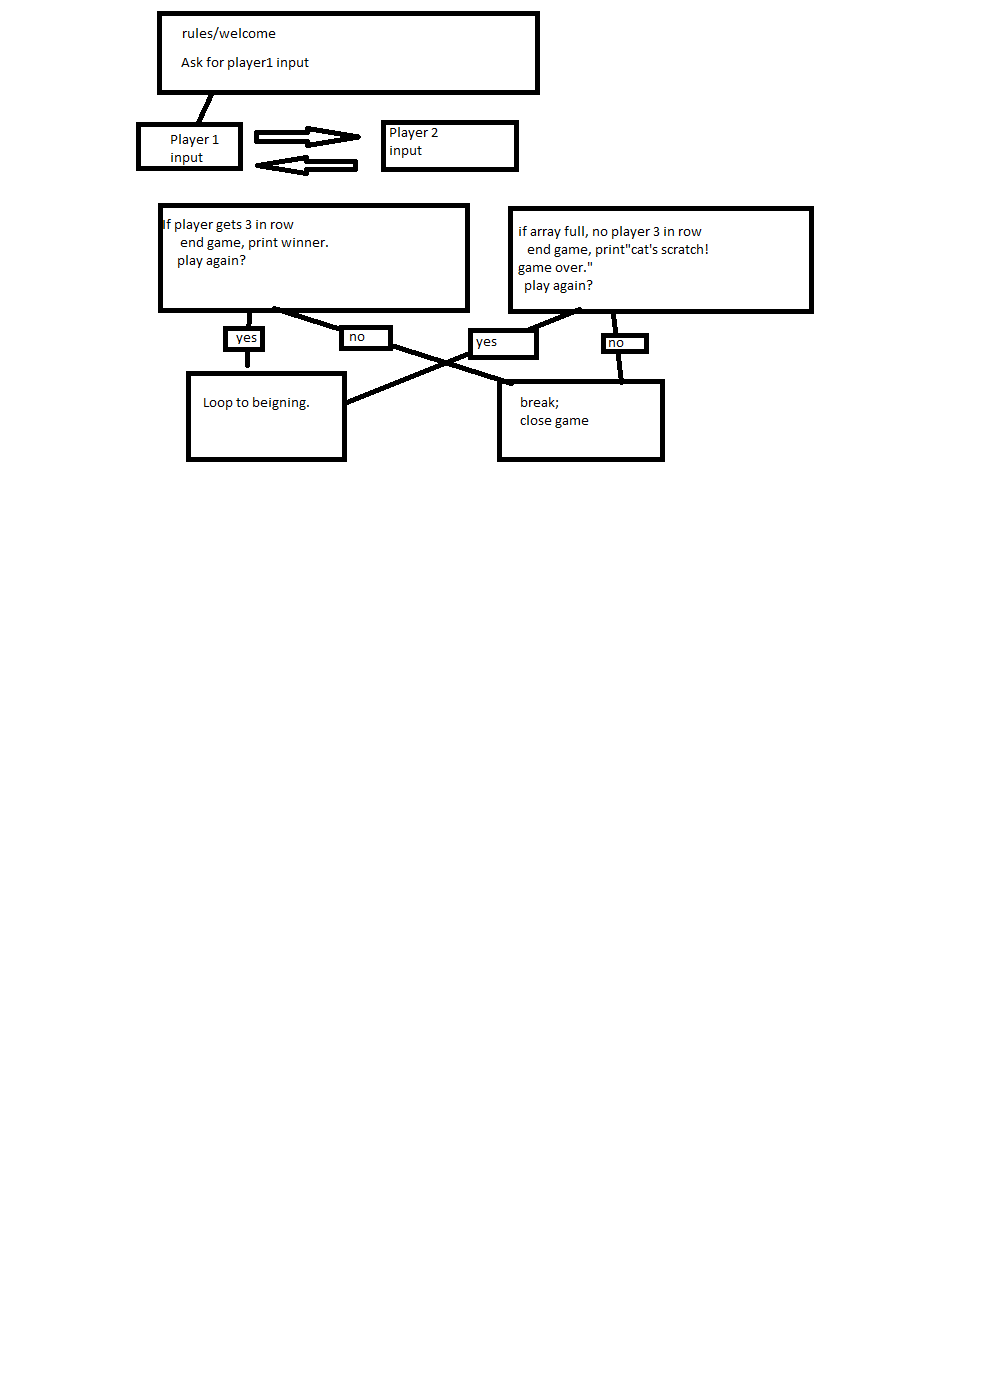 rules/welcome
Ask for player1 input
Player 1
input
Player 2
input
If player gets 3 in row
end game, print winner.
play again?
if array full, no player 3 in row
end game, print"cat's scratch!
game over."
play again?
yes
no
yes
no
Loop to beigning.
break;
close game